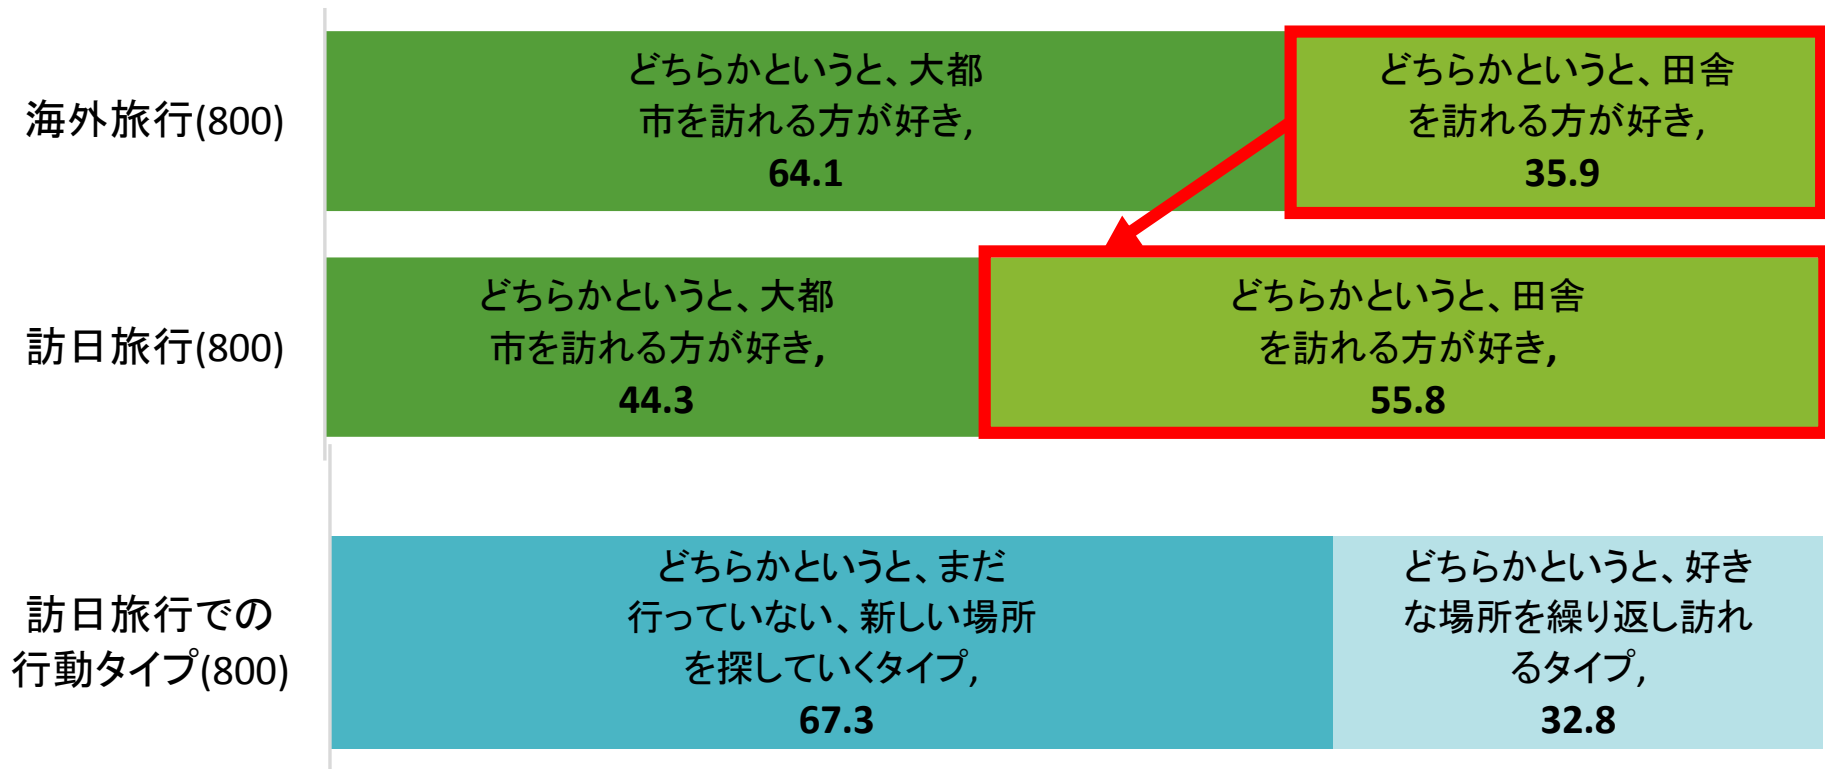 海外旅行(800)
どちらかというと、大都
市を訪れる方が好き,
64.1
どちらかというと、田舎
を訪れる方が好き,
35.9
訪日旅行(800)
どちらかというと、大都
市を訪れる方が好き,
44.3
どちらかというと、田舎
を訪れる方が好き,
55.8
訪日旅行での
行動タイプ(800)
どちらかというと、まだ
行っていない、新しい場所
を探していくタイプ,
67.3
どちらかというと、好き
な場所を繰り返し訪れ
るタイプ,
32.8